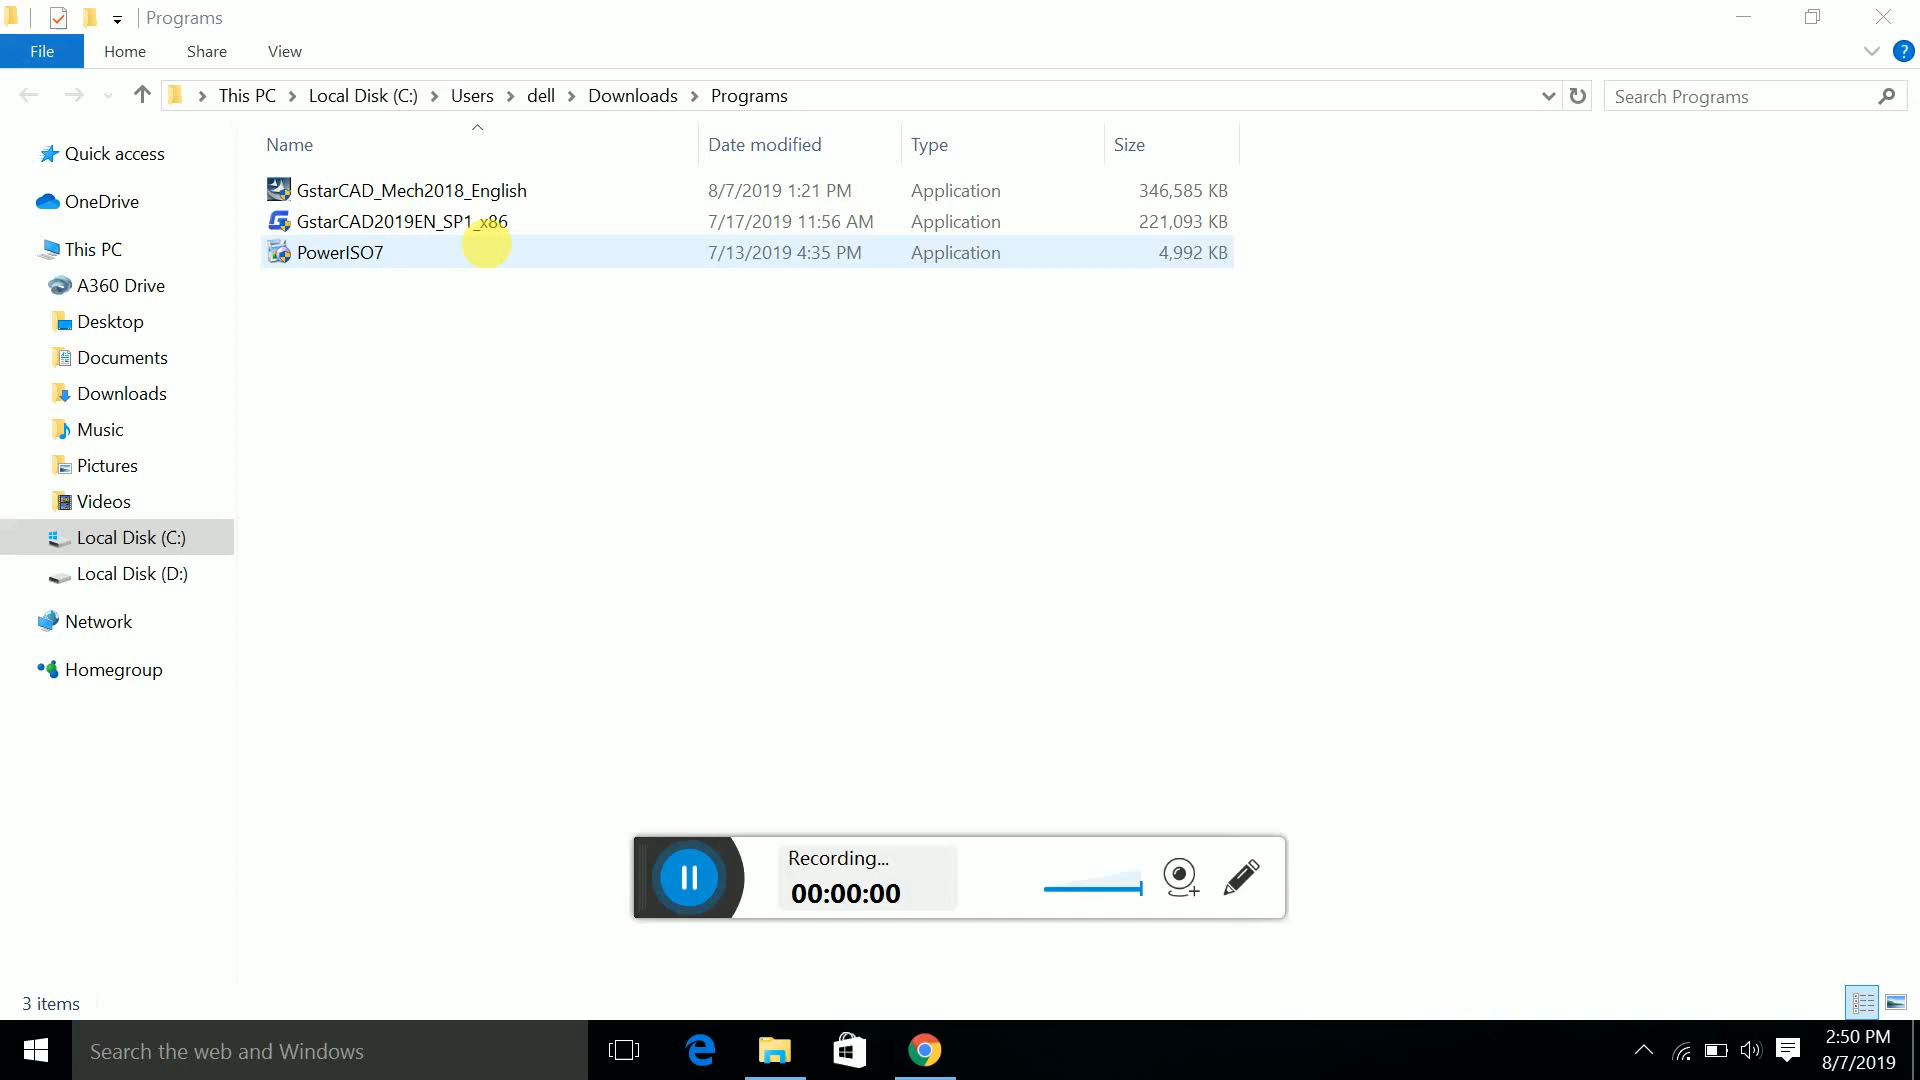 Programs
File Home Share View
?
This PC Local Disk (C:) Users dell Downloads Programs
Search Programs
Name Date modified Type Size
GstarCAD_Mech2018_English 8/7/2019 1:21 PM Application 346,585 KB
GstarCAD2019EN_SP1_x86 7/17/2019 11:56 AM Application 221,093 KB
PowerISO7 7/13/2019 4:35 PM Application 4,992 KB
Quick access
OneDrive
This PC
A360 Drive
Desktop
Documents
Downloads
Music
Pictures
Videos
Local Disk (C:)
Local Disk (D:)
Network
Homegroup
Recording...
00:00:00
3 items
Search the web and Windows
2:50 PM
8/7/2019